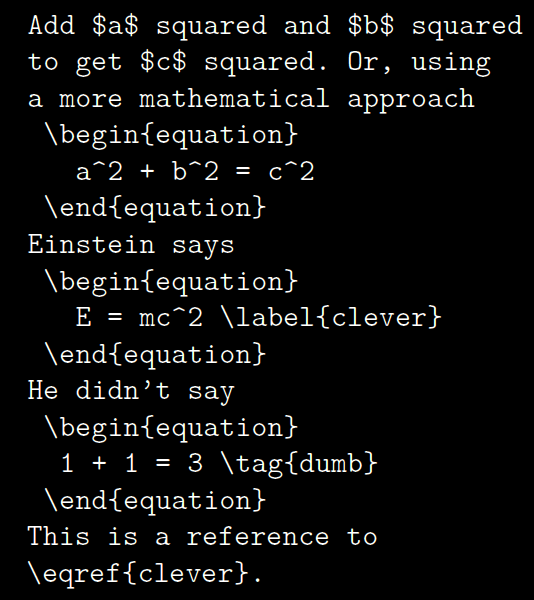 Add $a$ squared and $b$ squared
to get $c$ squared. Or, using
a more mathematical approach
\begin{equation}
a^2 + b^2 = c^2
\end{equation}
Einstein says
\begin{equation}
E = mc^2 \label{clever}
\end{equation}
He didn’t say
\begin{equation}
1 + 1 = 3 \tag{dumb}
\end{equation}
This is a reference to
\eqref{clever}.